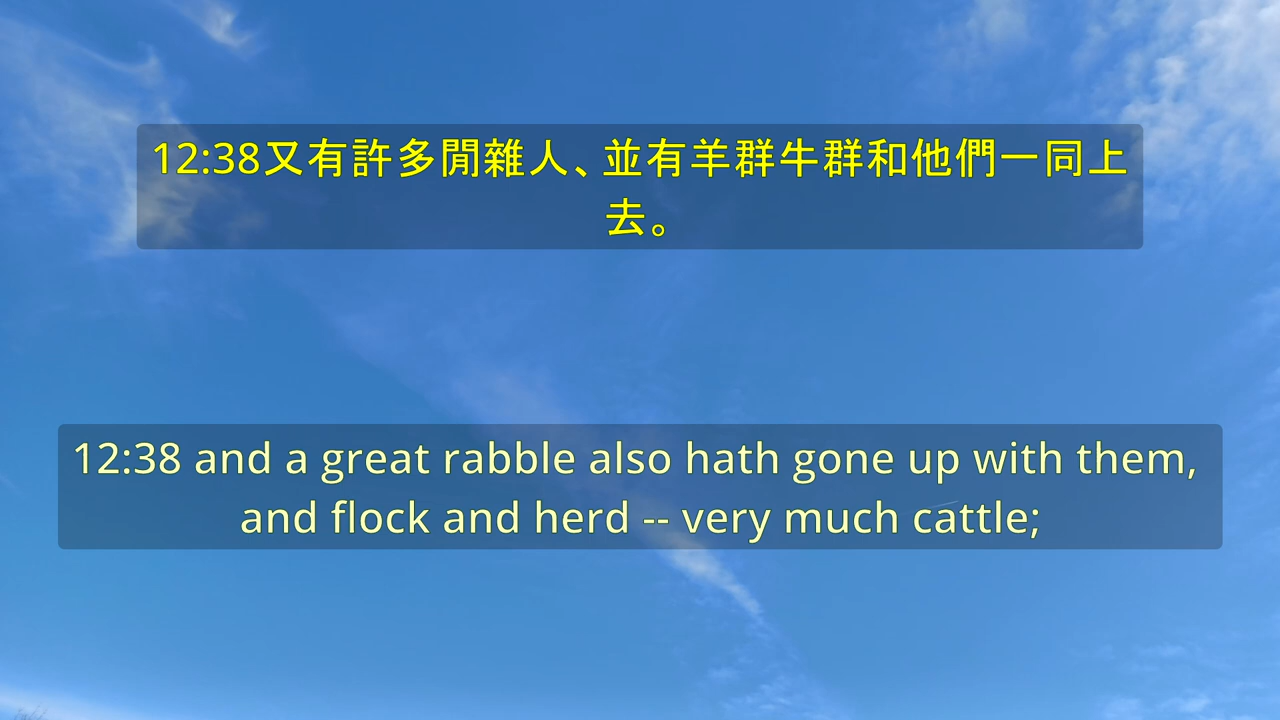 12:38又有許多閒雜人、並有羊群牛群和他們一同上
去。
12:38 and a great rabble also hath gone up with them,
and flock and herd -- very much cattle;